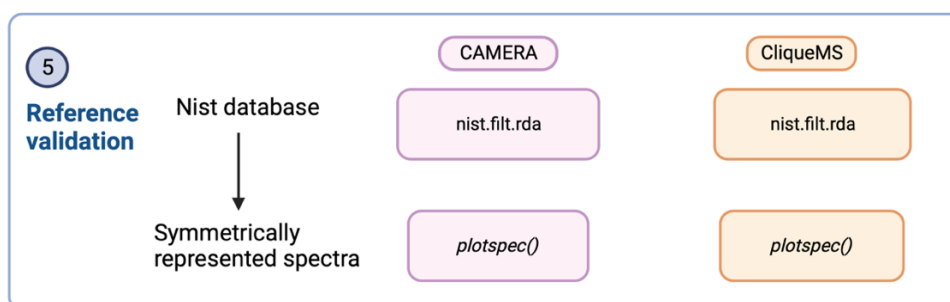 5
Reference
validation
Nist database
Symmetrically
represented spectra
CAMERA
nist.filt.rda
plotspec()
CliqueMS
nist.filt.rda
plotspec()